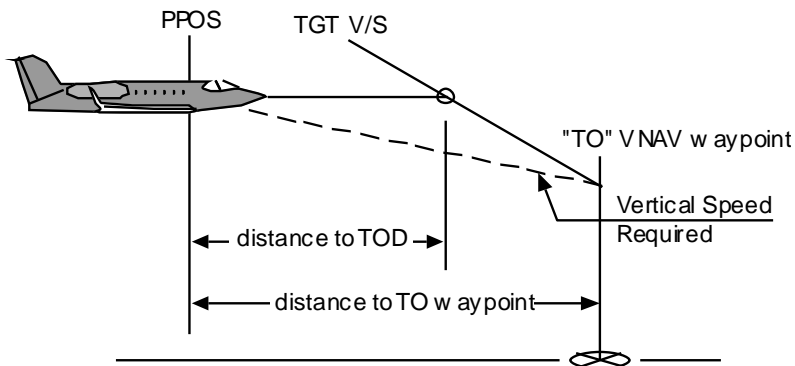 PPOS
TGT V/S
"TO" VNAV waypoint
Vertical Speed
Required
distance to TOD
distance to TO waypoint